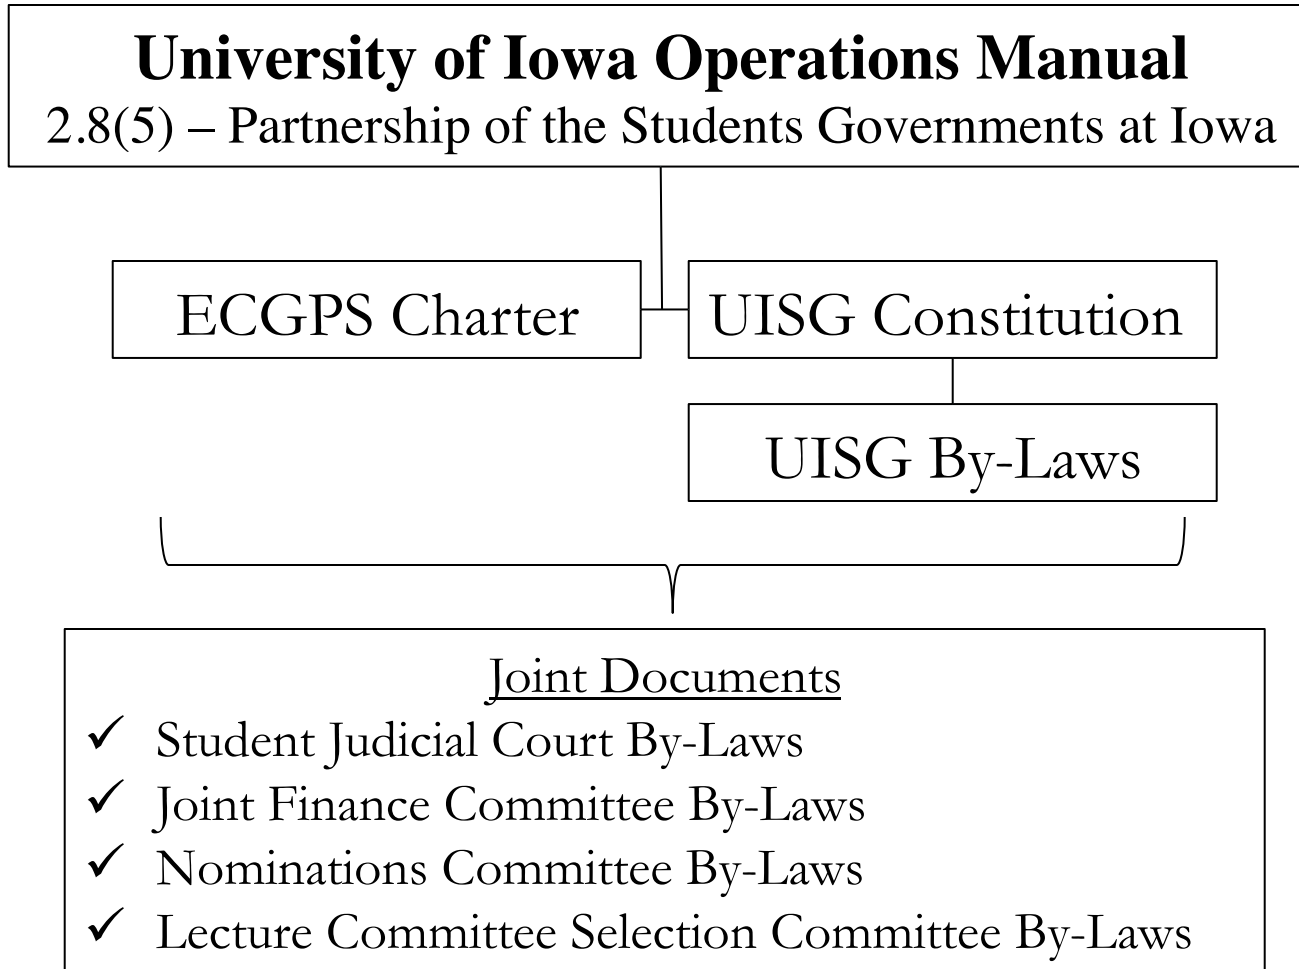 University of Iowa Operations Manual
2.8(5) – Partnership of the Students Governments at Iowa
ECGPS Charter
UISG Constitution
UISG By-Laws
Joint Documents
✓ Student Judicial Court By-Laws
✓ Joint Finance Committee By-Laws
✓ Nominations Committee By-Laws
✓ Lecture Committee Selection Committee By-Laws